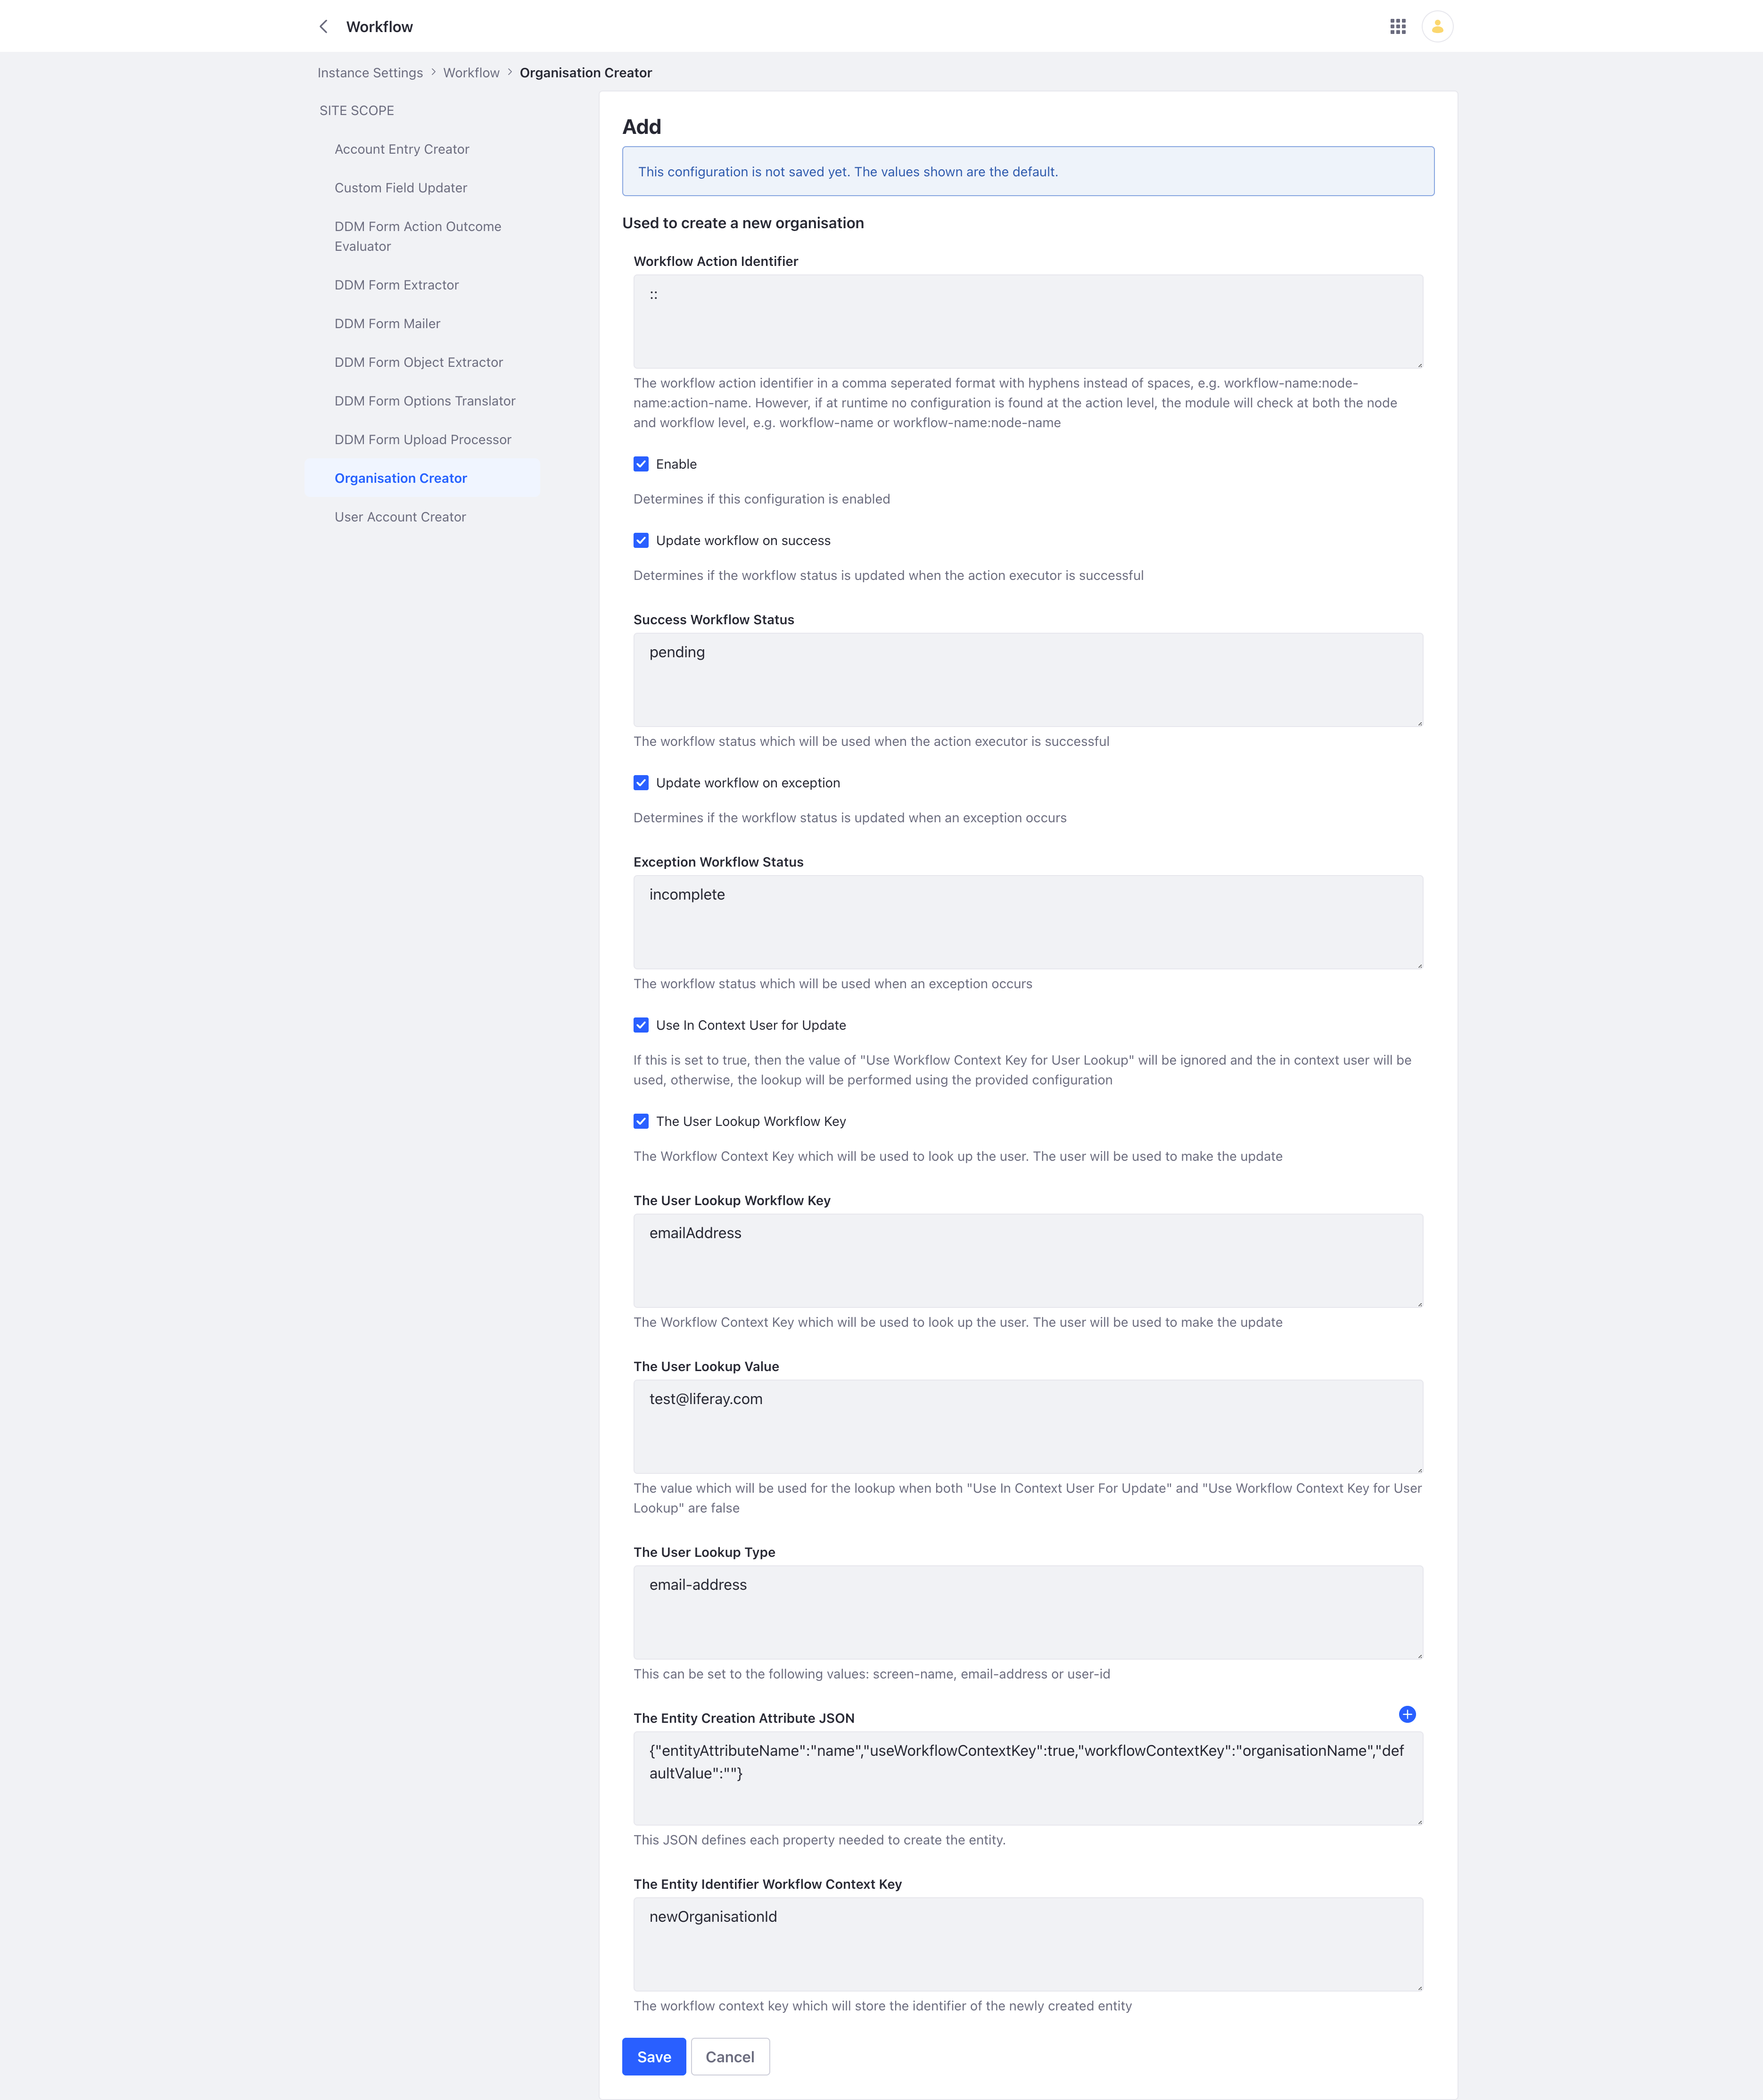 Workflow
Instance Settings > Workflow > Organisation Creator
SITE SCOPE
Account Entry Creator
Custom Field Updater
DDM Form Action Outcome
Evaluator
DDM Form Extractor
DDM Form Mailer
DDM Form Object Extractor
DDM Form Options Translator
DDM Form Upload Processor
Organisation Creator
User Account Creator
Add
This configuration is not saved yet. The values shown are the default.
Used to create a new organisation
Workflow Action Identifier
::
The workflow action identifier in a comma seperated format with hyphens instead of spaces, e.g. workflow-name:node-
name:action-name. However, if at runtime no configuration is found at the action level, the module will check at both the node
and workflow level, e.g. workflow-name or workflow-name:node-name
Enable
Determines if this configuration is enabled
Update workflow on success
Determines if the workflow status is updated when the action executor is successful
Success Workflow Status
pending
The workflow status which will be used when the action executor is successful
Update workflow on exception
Determines if the workflow status is updated when an exception occurs
Exception Workflow Status
incomplete
The workflow status which will be used when an exception occurs
Use In Context User for Update
If this is set to true, then the value of "Use Workflow Context Key for User Lookup" will be ignored and the in context user will be
used, otherwise, the lookup will be performed using the provided configuration
The User Lookup Workflow Key
The Workflow Context Key which will be used to look up the user. The user will be used to make the update
The User Lookup Workflow Key
emailAddress
The Workflow Context Key which will be used to look up the user. The user will be used to make the update
The User Lookup Value
test@liferay.com
The value which will be used for the lookup when both "Use In Context User For Update" and "Use Workflow Context Key for User
Lookup" are false
The User Lookup Type
email-address
This can be set to the following values: screen-name, email-address or user-id
The Entity Creation Attribute JSON
{"entityAttributeName":"name","useWorkflowContextKey":true,"workflowContextKey":"organisationName","def
aultValue":""}
This JSON defines each property needed to create the entity.
The Entity Identifier Workflow Context Key
newOrganisationId
The workflow context key which will store the identifier of the newly created entity
Save
Cancel